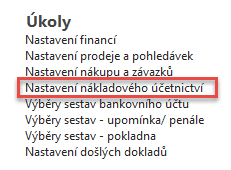 Úkoly
Nastavení financí
Nastavení prodeje a pohledávek
Nastavení nákupu a závazků
Nastavení nákladového účetnictví
Výběry sestav bankovního účtu
Výběry sestav - upomínka/ penále
Výběry sestav - pokladna
Nastavení došlých dokladů